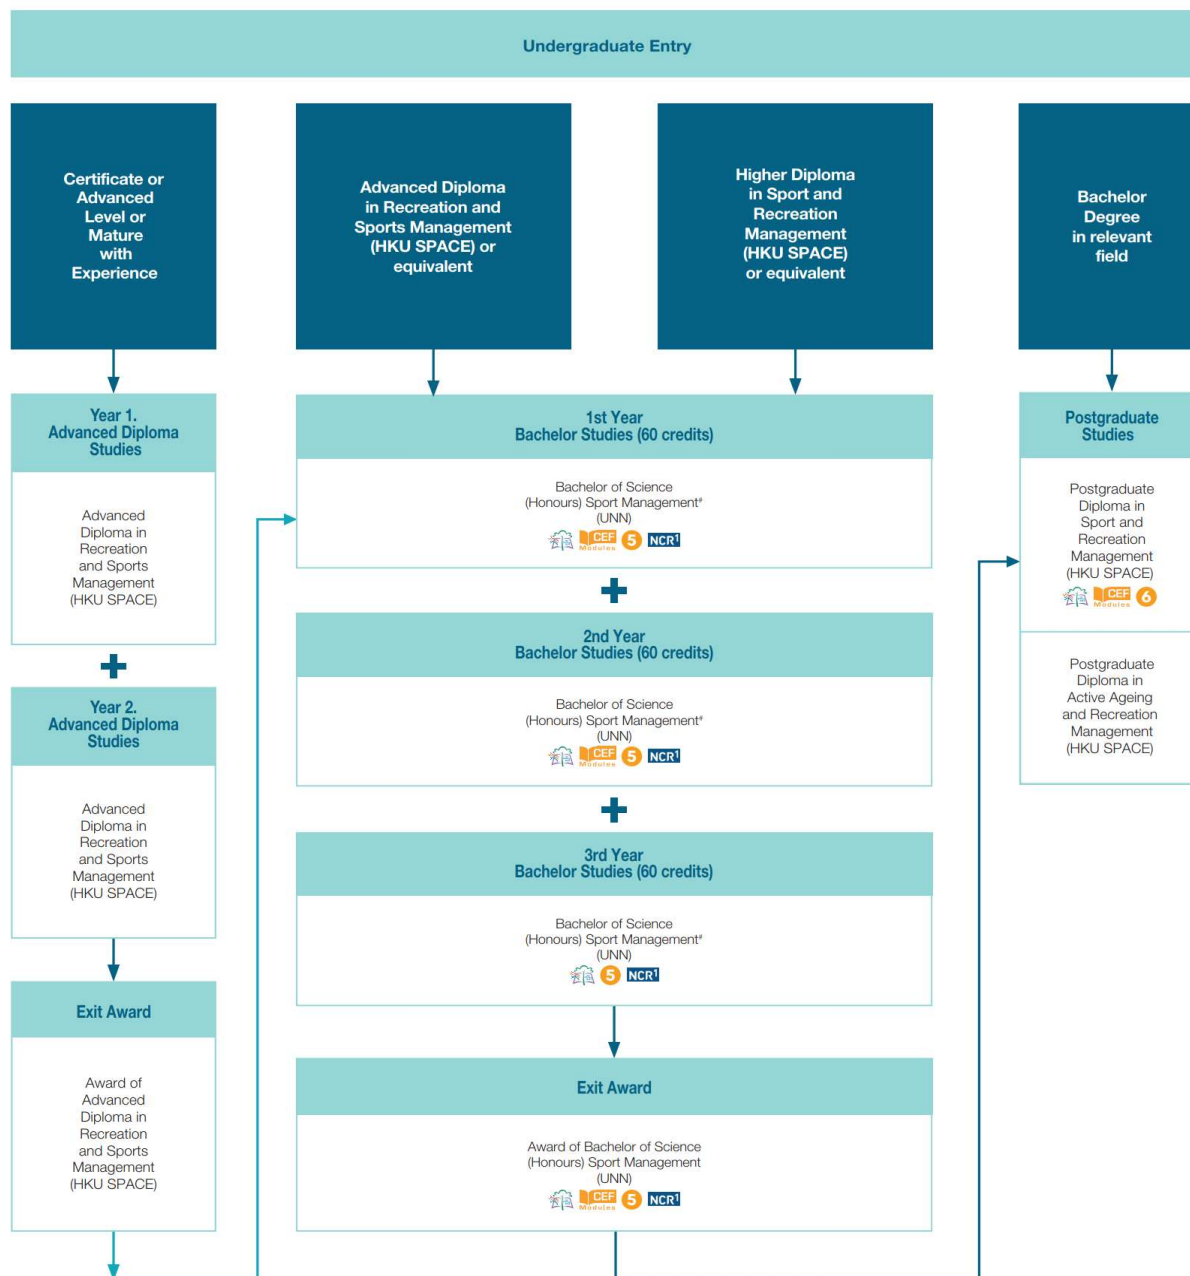 Undergraduate Entry
Certificate or
Advanced
Level or
Mature
with
Experience
Advanced Diploma
in Recreation and
Sports Management
(HKU SPACE) or
equivalent
Higher Diploma
in Sport and
Recreation
Management
(HKU SPACE)
or equivalent
Bachelor
Degree
in relevant
field
Year 1.
Advanced Diploma
Studies
Advanced
Diploma in
Recreation
and Sports
Management
(HKU SPACE)
+
Year 2.
Advanced Diploma
Studies
Advanced
Diploma in
Recreation
and Sports
Management
(HKU SPACE)
Exit Award
Award of
Advanced
Diploma in
Recreation
and Sports
Management
(HKU SPACE)
1st Year
Bachelor Studies (60 credits)
Bachelor of Science
(Honours) Sport Management#
(UNN)
CEF Modules 5 NCR1
+
2nd Year
Bachelor Studies (60 credits)
Bachelor of Science
(Honours) Sport Management#
(UNN)
CEF Modules 5 NCR1
+
3rd Year
Bachelor Studies (60 credits)
Bachelor of Science
(Honours) Sport Management#
(UNN)
5 NCR1
Exit Award
Award of Bachelor of Science
(Honours) Sport Management
(UNN)
CEF Modules 5 NCR1
Postgraduate
Studies
Postgraduate
Diploma in
Sport and
Recreation
Management
(HKU SPACE)
CEF Modules 6
Postgraduate
Diploma in
Active Ageing
and Recreation
Management
(HKU SPACE)